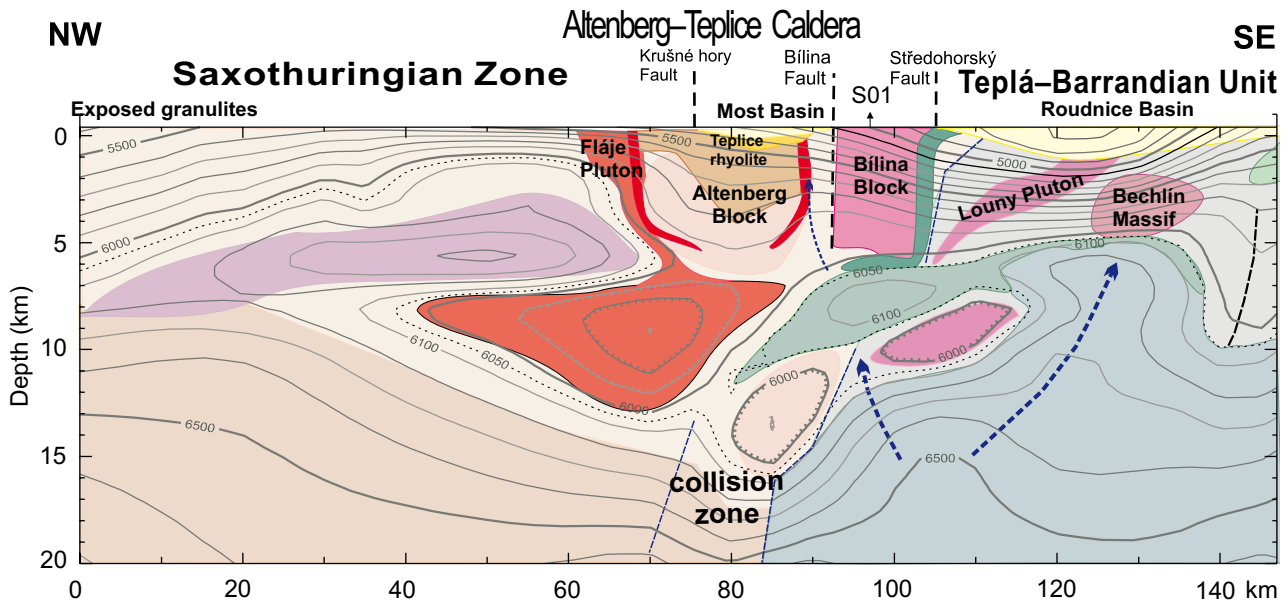 Altenberg–Teplice Caldera
NW
SE
Krušné hory
Fault
Bílina
Fault
Středohorský
Fault
Saxothuringian Zone
Teplá–Barrandian Unit
S01
Exposed granulites
Most Basin
Roudnice Basin
0
5
10
15
20
Depth (km)
5500
5500
5000
Fláje
Pluton
Teplice
rhyolite
Altenberg
Block
Bílina
Block
Louny Pluton
Bechlín
Massif
6000
6100
6050
6100
6100
6050
6000
6000
6000
6500
6500
collision
zone
0
20
40
60
80
100
120
140 km